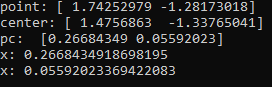 point: [ 1.74252979 -1.28173018]
center: [ 1.4756863  -1.33765041]
pc:  [0.26684349 0.05592023]
x: 0.2668434918698195
x: 0.05592023369422083